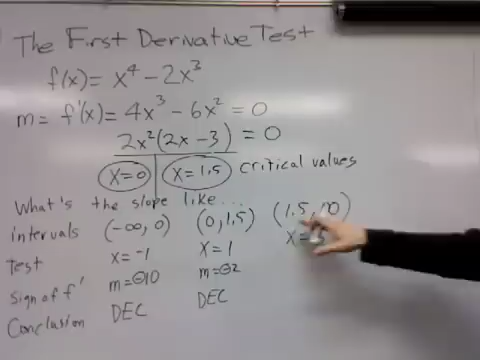 The First Derivative Test
f(x) = x⁴ - 2x³
m = f'(x) = 4x³ - 6x² = 0
2x²(2x - 3) = 0
x=0 x = 1.5 critical values
What's the slope like...
intervals (-∞, 0) (0, 1.5) (1.5, ∞)
Test x = -1 x = 1 x=
sign of f' m = -10 m = -2
Conclusion DEC DEC